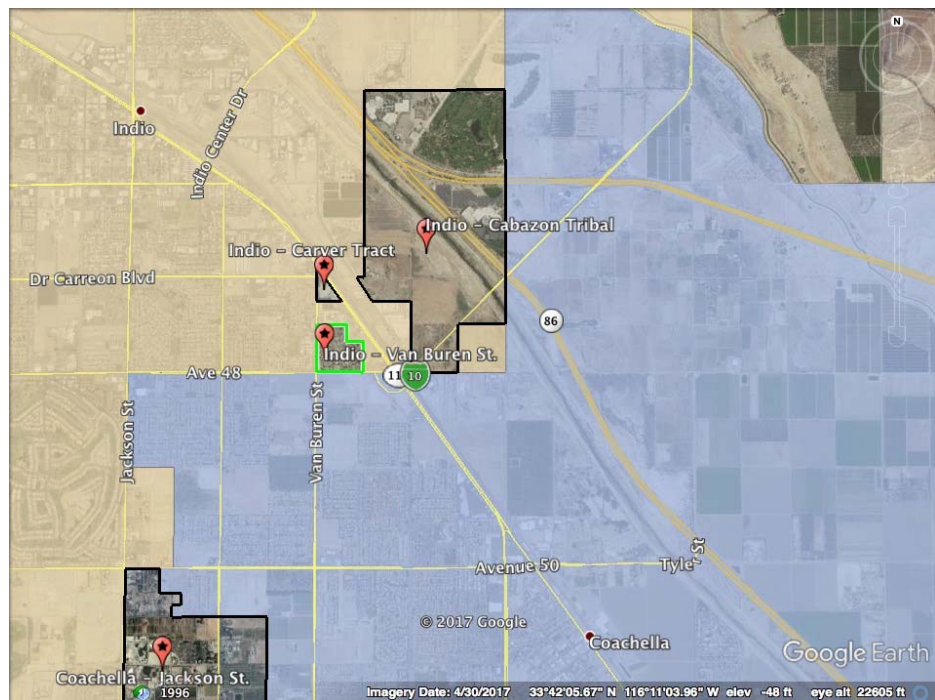 N
Indio
Indio Center Dr
Indio - Cabazon Tribal
Indio - Carver Tract
Dr Carreon Blvd
86
Indio - Van Buren St.
Ave 48
11
10
Jackson St
Van Buren St
Avenue 50
Tyler St
© 2017 Google
Coachella
Google Earth
Coachella - Jackson St.
1996
Imagery Date: 4/30/2017 33°42'05.67" N 116°11'03.96" W elev -48 ft eye alt 22605 ft